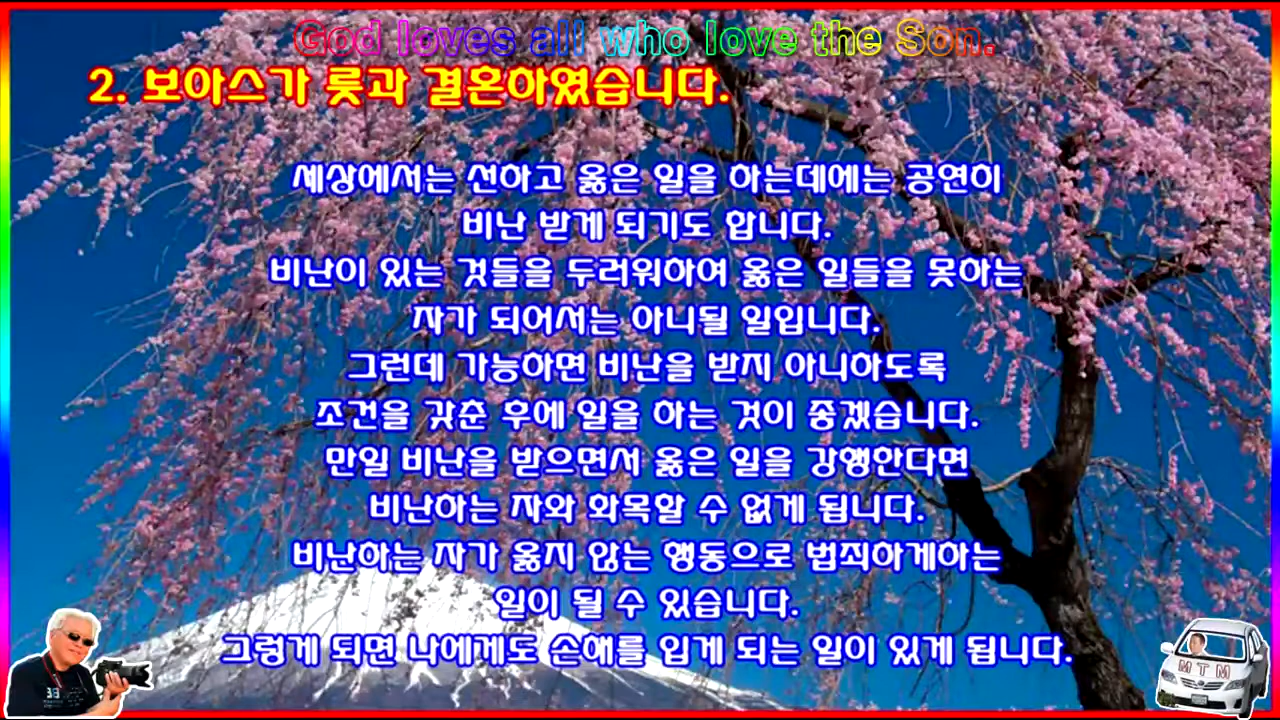 God loves all who love the Son.
2. 보아스가 룻과 결혼하였습니다.
세상에서는 선하고 옳은 일을 하는데에는 공연히
비난 받게 되기도 합니다.
비난이 있는 것들을 두러워하여 옳은 일들을 못하는
자가 되어서는 아니될 일입니다.
그런데 가능하면 비난을 받지 아니하도록
조건을 갖춘 후에 일을 하는 것이 좋겠습니다.
만일 비난을 받으면서 옳은 일을 강행한다면
비난하는 자와 화목할 수 없게 됩니다.
비난하는 자가 옳지 않는 행동으로 범죄하게하는
일이 될 수 있습니다.
그렇게 되면 나에게도 손해를 입게 되는 일이 있게 됩니다.
MTM